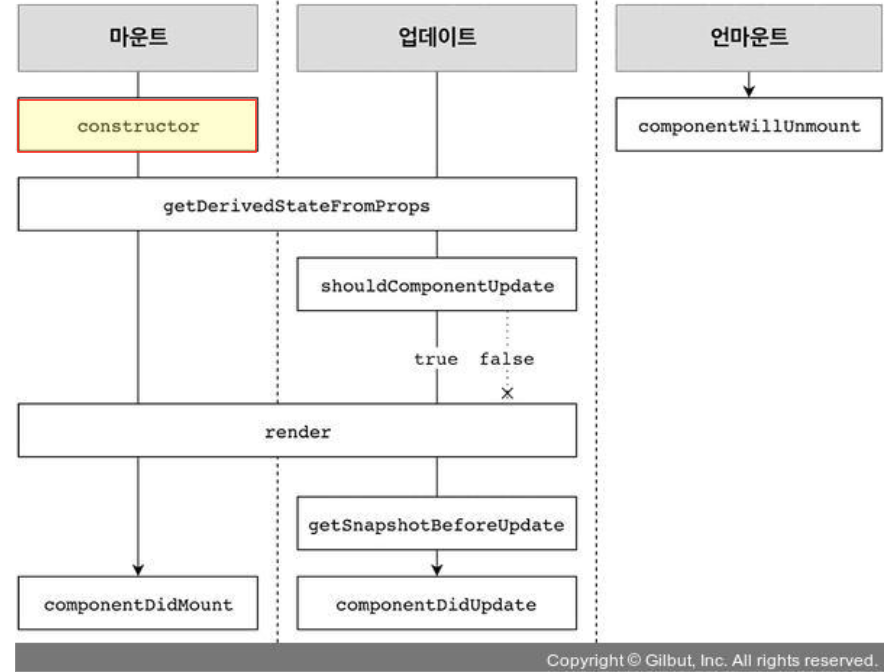 마운트
업데이트
언마운트
constructor
componentWillUnmount
getDerivedStateFromProps
shouldComponentUpdate
true false
render
getSnapshotBeforeUpdate
componentDidMount
componentDidUpdate
Copyright © Gilbut, Inc. All rights reserved.